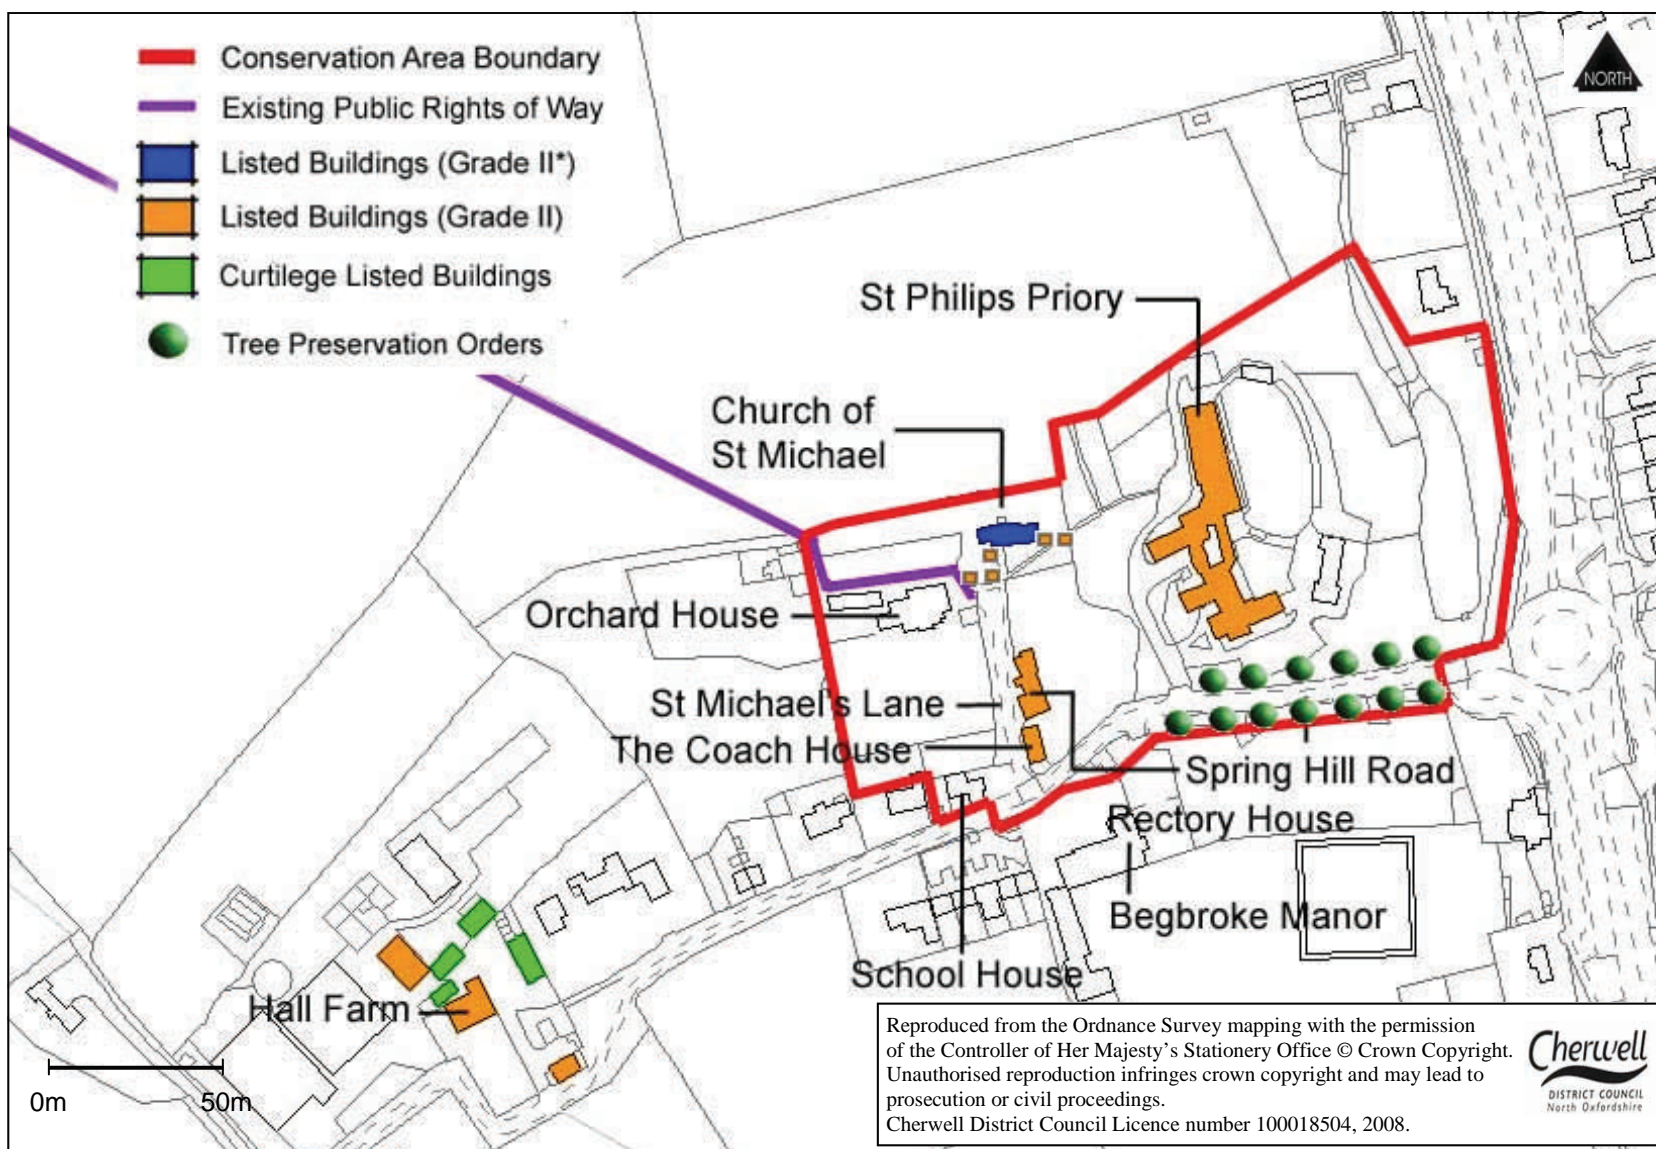 Conservation Area Boundary
Existing Public Rights of Way
Listed Buildings (Grade II*)
Listed Buildings (Grade II)
Curtilege Listed Buildings
Tree Preservation Orders
NORTH
St Philips Priory
Church of
St Michael
Orchard House
St Michael's Lane
The Coach House
Spring Hill Road
Rectory House
Begbroke Manor
School House
Hall Farm
0m
50m
Reproduced from the Ordnance Survey mapping with the permission
of the Controller of Her Majesty's Stationery Office © Crown Copyright.
Unauthorised reproduction infringes crown copyright and may lead to
prosecution or civil proceedings.
Cherwell District Council Licence number 100018504, 2008.
Cherwell
DISTRICT COUNCIL
North Oxfordshire